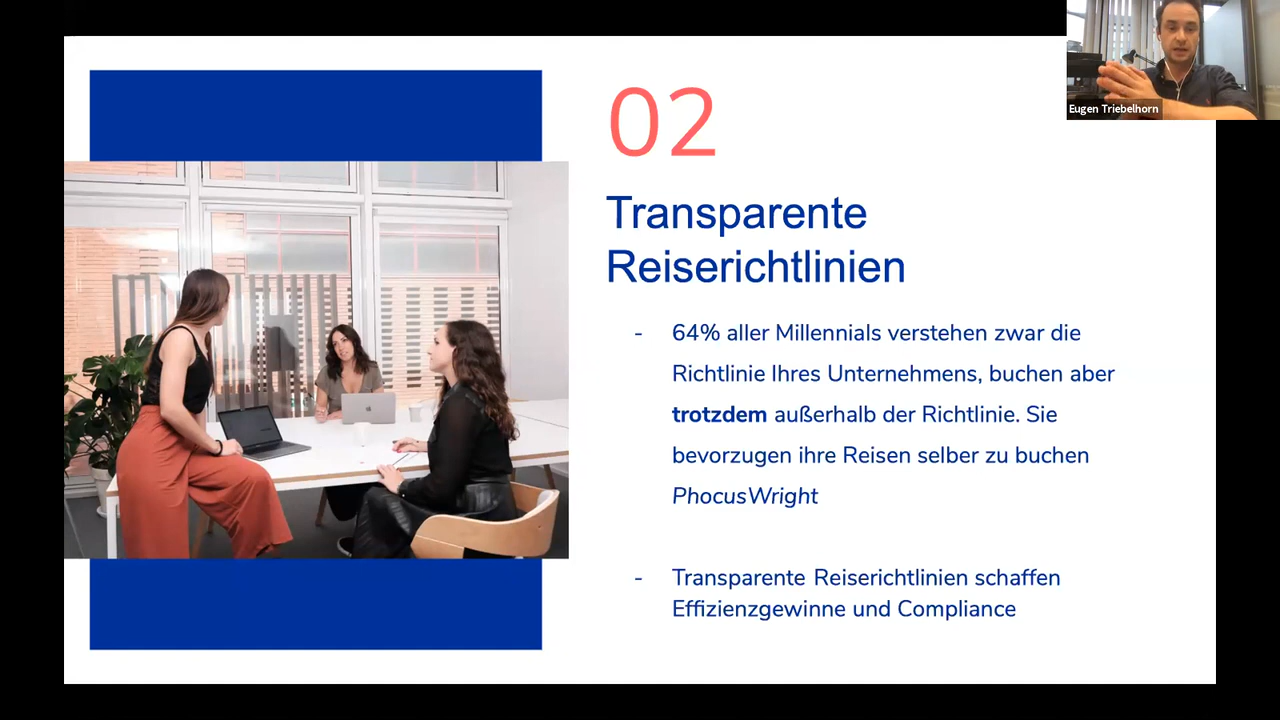 Eugen Triebelhorn
02
Transparente
Reiserichtlinien
- 64% aller Millennials verstehen zwar die
Richtlinie Ihres Unternehmens, buchen aber
trotzdem außerhalb der Richtlinie. Sie
bevorzugen ihre Reisen selber zu buchen
PhocusWright
- Transparente Reiserichtlinien schaffen
Effizienzgewinne und Compliance